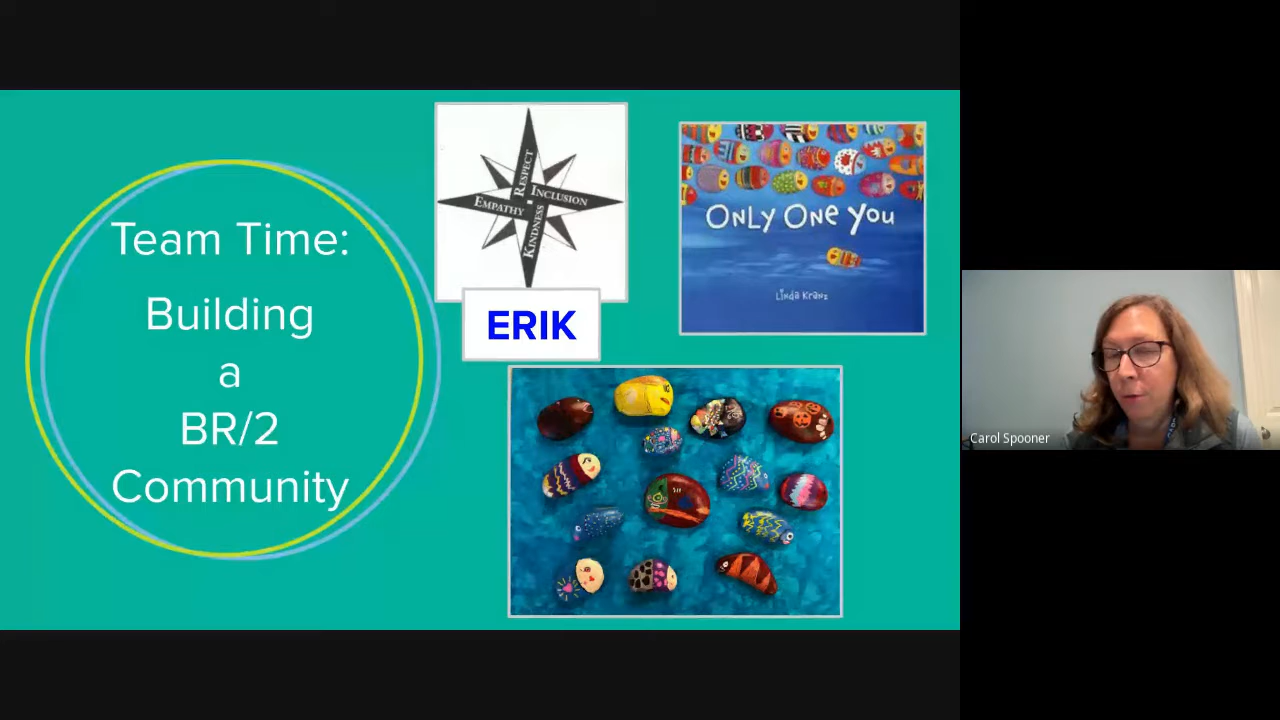 Team Time:
Building
a
BR/2
Community
RESPECT
INCLUSION
EMPATHY
KINDNESS
ERIK
ONLY ONE YOU
Linda Kranz
Carol Spooner